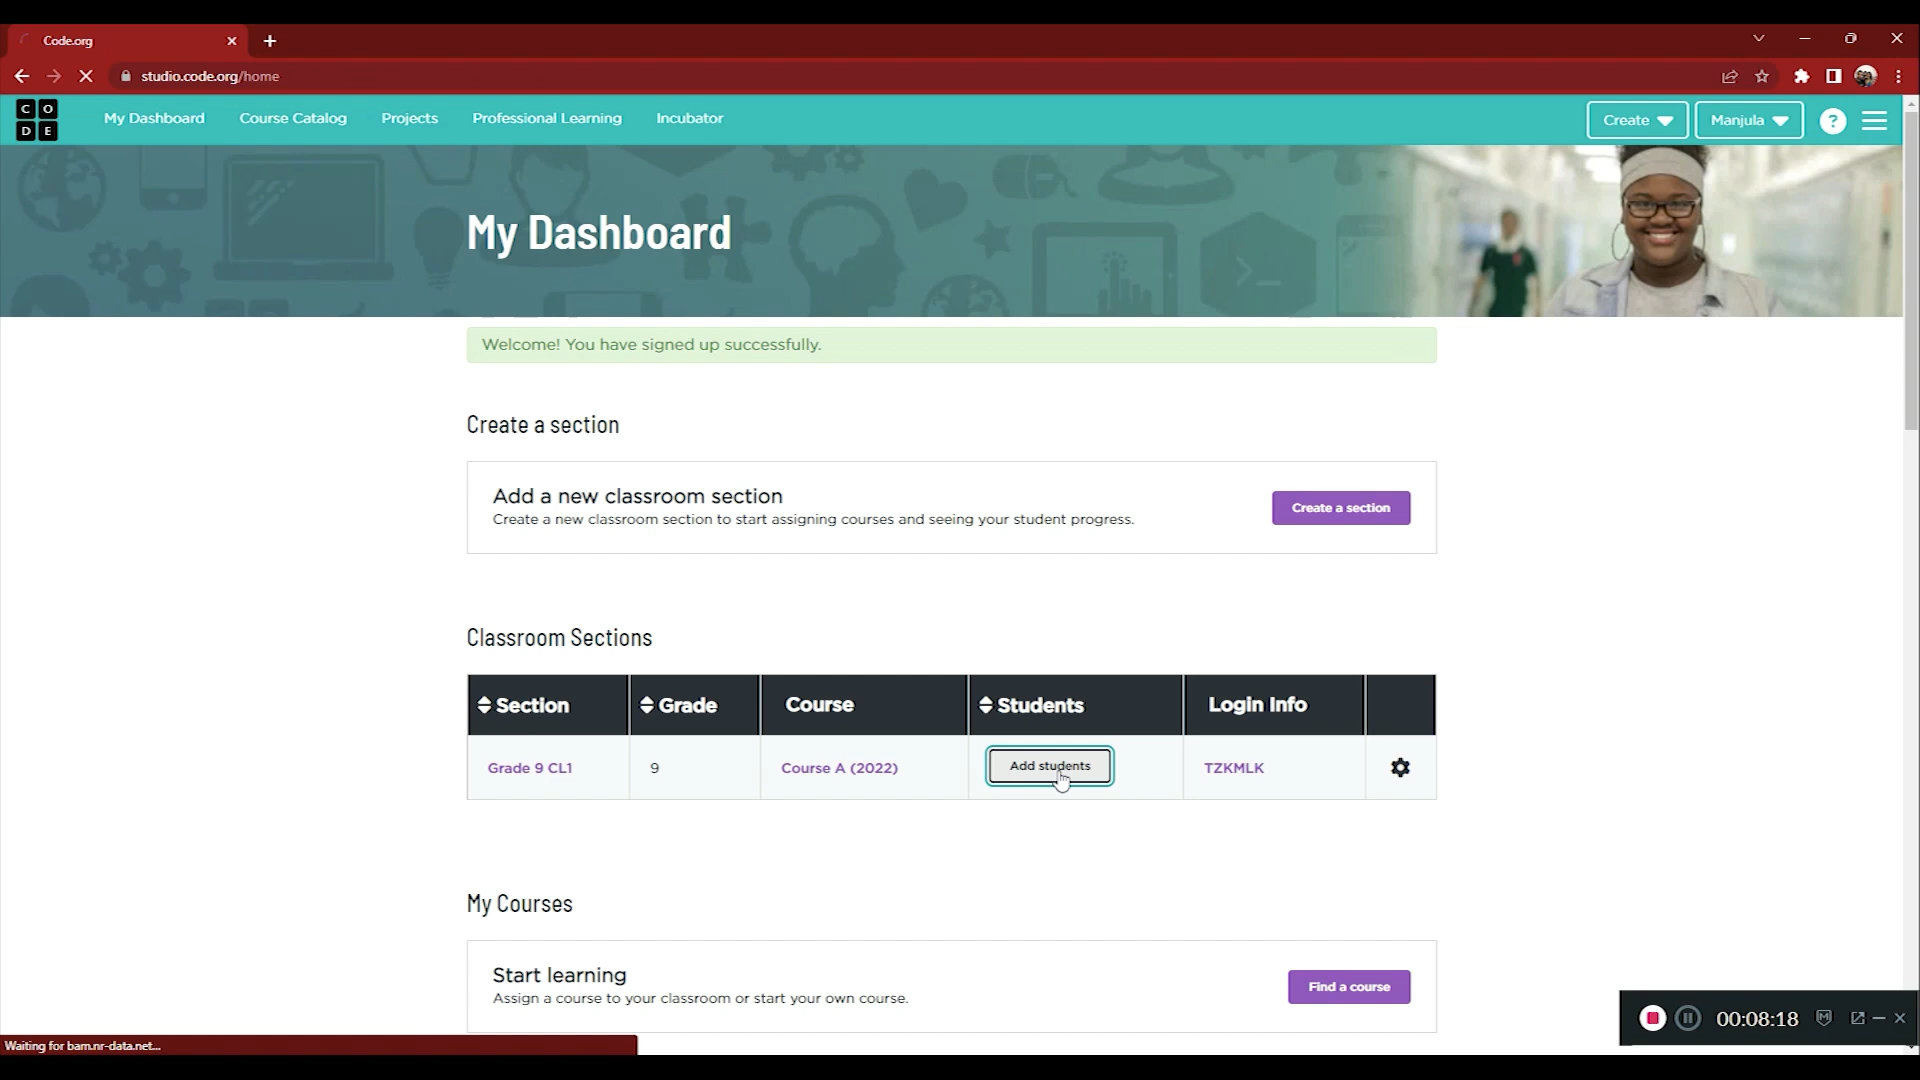 Code.org
studio.code.org/home
CO
DE
My Dashboard
Course Catalog
Projects
Professional Learning
Incubator
Create
Manjula
?
My Dashboard
Welcome! You have signed up successfully.
Create a section
Add a new classroom section
Create a new classroom section to start assigning courses and seeing your student progress.
Create a section
Classroom Sections
Section
Grade
Course
Students
Login Info
Grade 9 CL1
9
Course A (2022)
Add students
TZKMLK
My Courses
Start learning
Assign a course to your classroom or start your own course.
Find a course
00:08:18
Waiting for bam.nr-data.net...